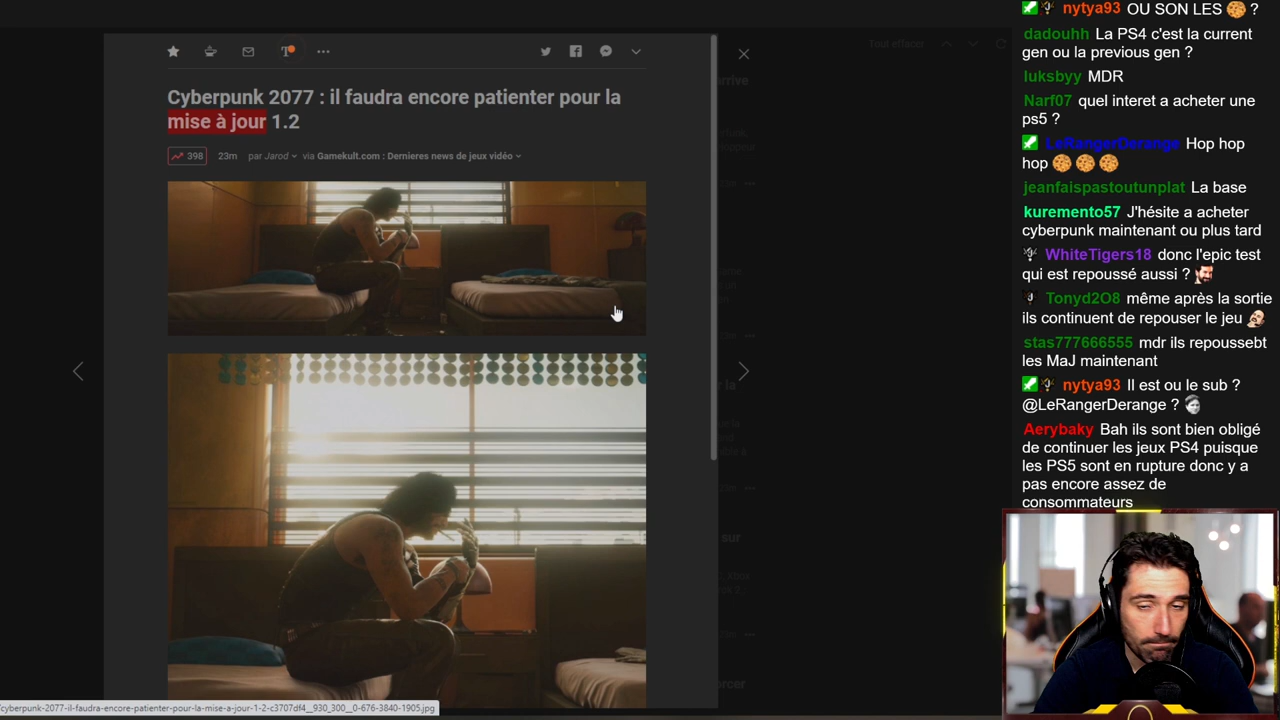 Cyberpunk 2077 : il faudra encore patienter pour la
mise à jour 1.2
398 23m par Jarod via Gamekult.com : Dernieres news de jeux vidéo
Tout effacer
sur
cyberpunk-2077-il-faudra-encore-patienter-pour-la-mise-a-jour-1-2-c3707df4__930_300__0-676-3840-1905.jpg
nytya93 OU SON LES 🍪 ?
dadouhh La PS4 c'est la current
gen ou la previous gen ?
luksbyy MDR
Narf07 quel interet a acheter une
ps5 ?
LeRangerDerange Hop hop
hop 🍪 🍪 🍪
jeanfaispastoutunplat La base
kuremento57 J'hésite a acheter
cyberpunk maintenant ou plus tard
WhiteTigers18 donc l'epic test
qui est repoussé aussi ?
Tonyd2O8 même après la sortie
ils continuent de repouser le jeu
stas777666555 mdr ils repoussebt
les MaJ maintenant
nytya93 Il est ou le sub ?
@LeRangerDerange ?
Aerybaky Bah ils sont bien obligé
de continuer les jeux PS4 puisque
les PS5 sont en rupture donc y a
pas encore assez de
consommateurs